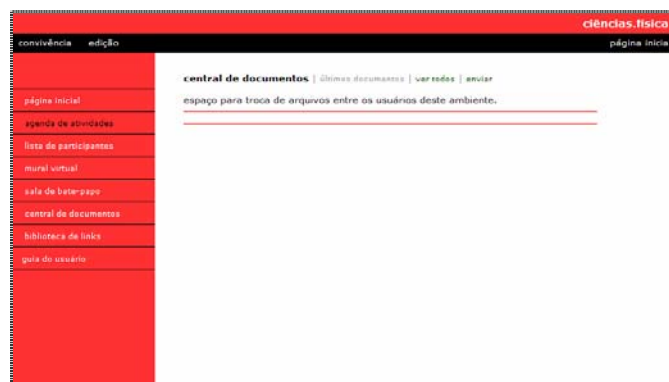 ciências.física
convivência edição página inicia
central de documentos | últimos documentos | ver todos | enviar
espaço para troca de arquivos entre os usuários deste ambiente.
página inicial
agenda de atividades
lista de participantes
mural virtual
sala de bate-papo
central de documentos
biblioteca de links
guia do usuário